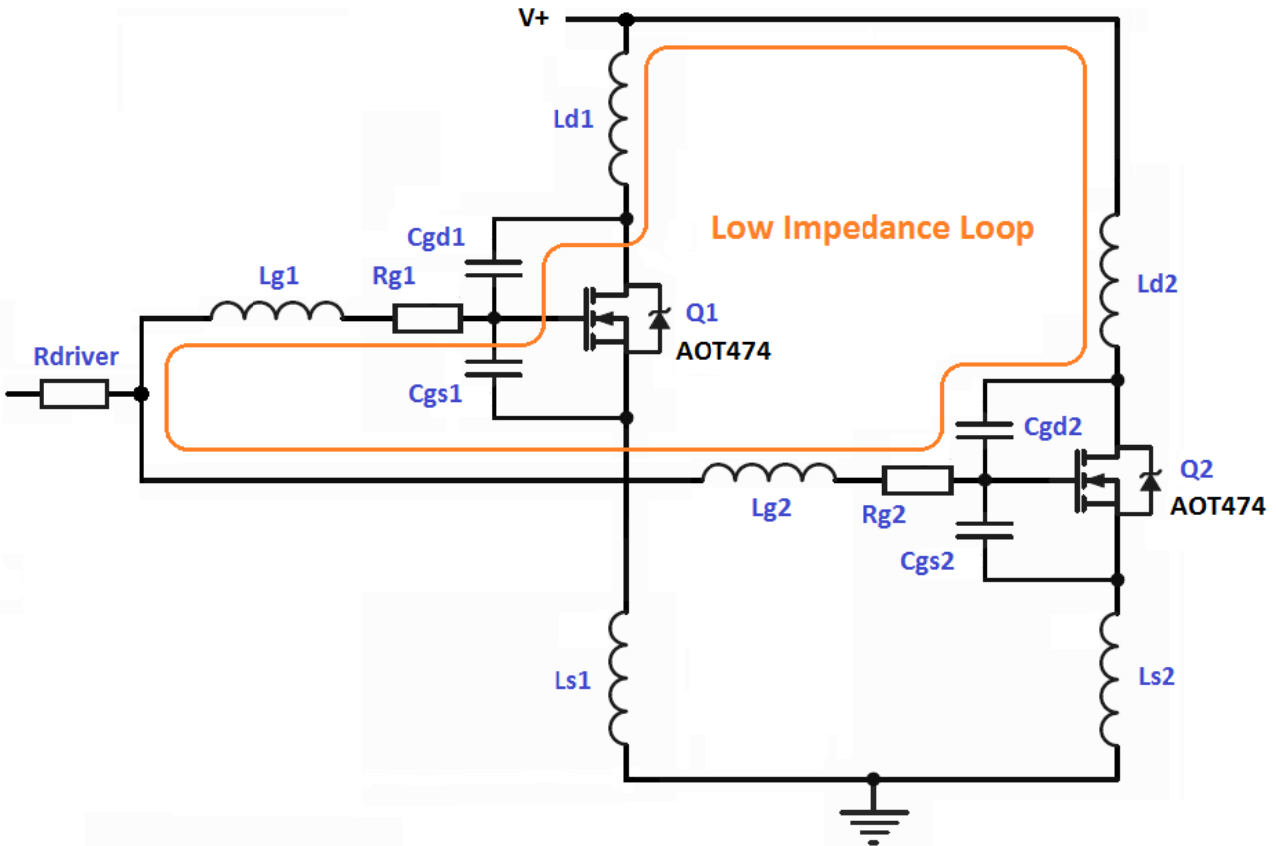 V+
Ld1
Low Impedance Loop
Cgd1
Lg1
Rg1
Ld2
Q1
AOT474
Rdriver
Cgs1
Cgd2
Q2
AOT474
Lg2
Rg2
Cgs2
Ls1
Ls2